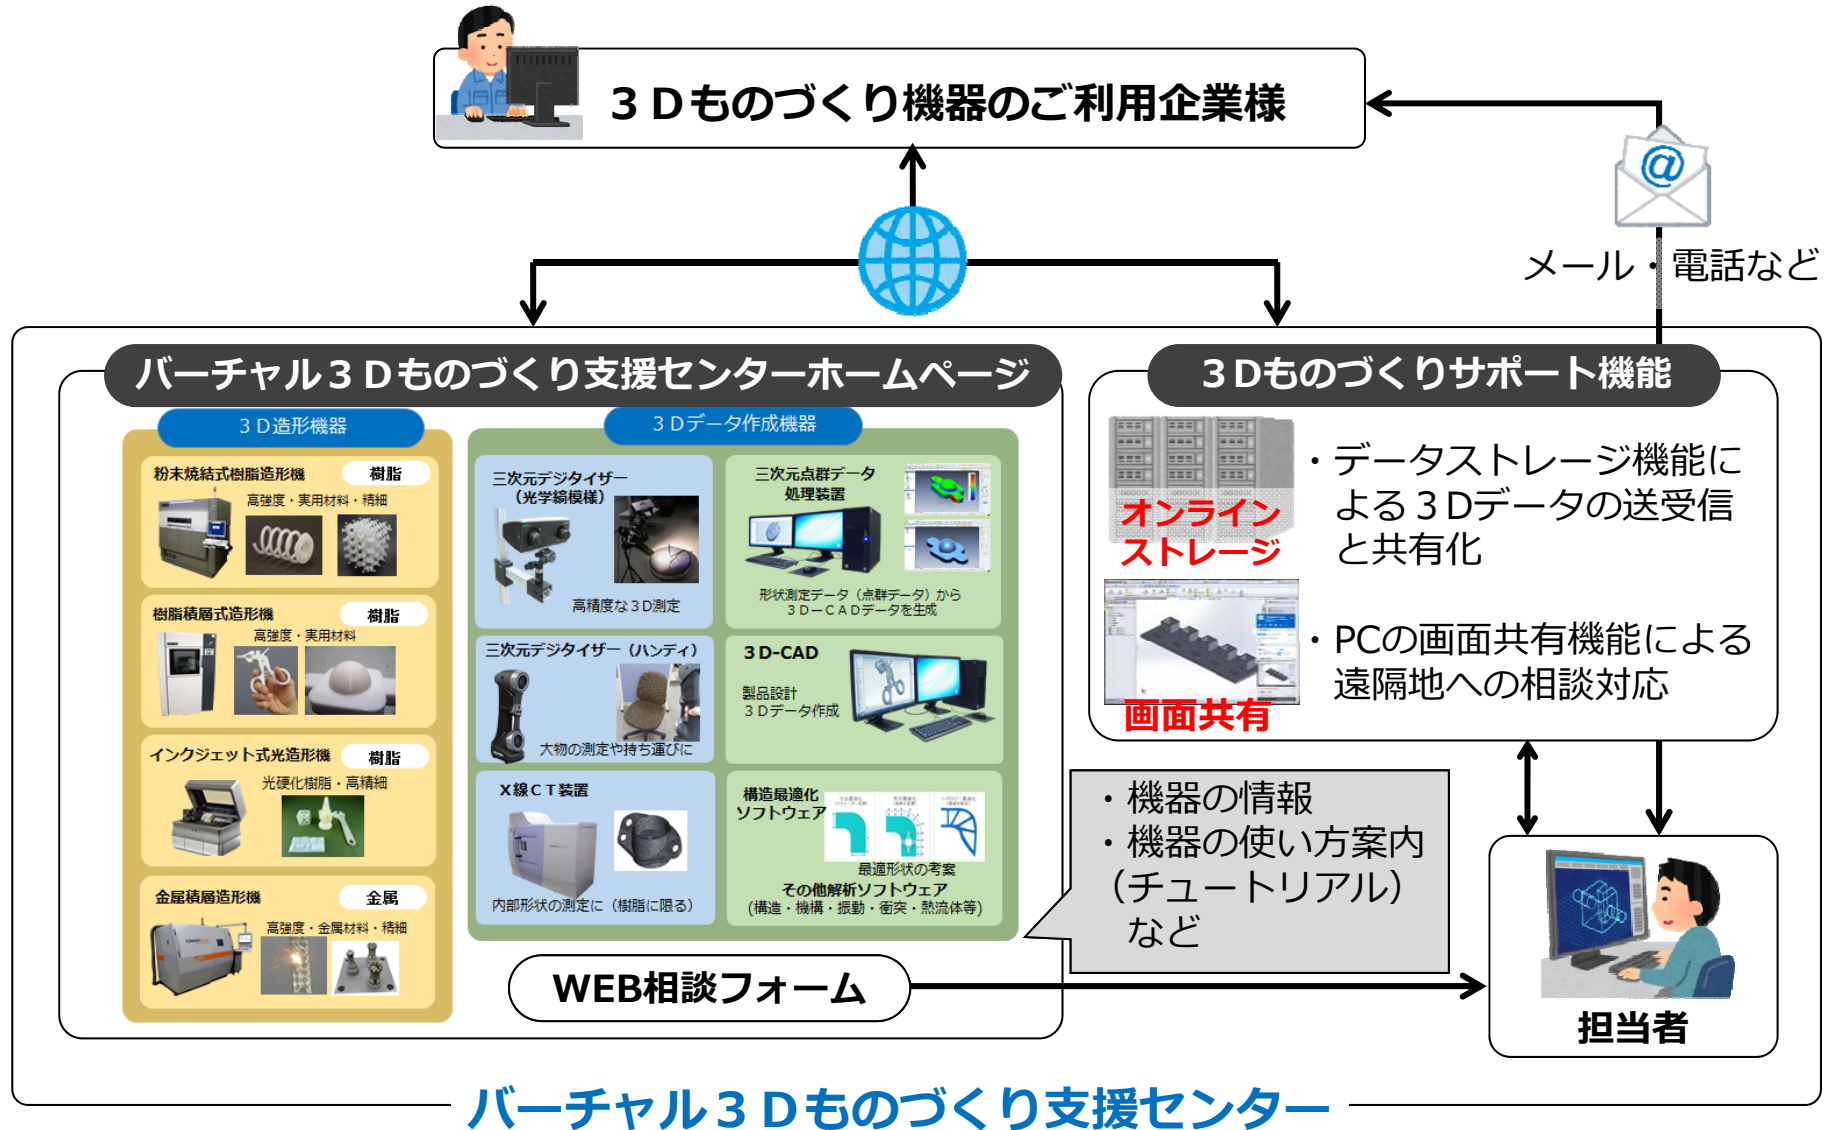 ３Ｄものづくり機器のご利用企業様
@
メール・電話など
バーチャル３Ｄものづくり支援センターホームページ
３Ｄ造形機器
粉末焼結式樹脂造形機
樹脂
高強度・実用材料・精細
樹脂積層式造形機
樹脂
高強度・実用材料
インクジェット式光造形機
樹脂
光硬化樹脂・高精細
金属積層造形機
金属
高強度・金属材料・精細
３Ｄデータ作成機器
三次元デジタイザー
（光学縞模様）
高精度な３Ｄ測定
三次元デジタイザー（ハンディ）
大物の測定や持ち運びに
Ｘ線ＣＴ装置
内部形状の測定に（樹脂に限る）
三次元点群データ
処理装置
形状測定データ（点群データ）から
３Ｄ－ＣＡＤデータを生成
３D-CAD
製品設計
３Ｄデータ作成
構造最適化
ソフトウェア
最適形状の考案
その他解析ソフトウェア
(構造・機構・振動・衝突・熱流体等)
WEB相談フォーム
３Dものづくりサポート機能
オンライン
ストレージ
・データストレージ機能に
よる３Dデータの送受信
と共有化
画面共有
・PCの画面共有機能による
遠隔地への相談対応
・機器の情報
・機器の使い方案内
（チュートリアル）
など
担当者
バーチャル３Ｄものづくり支援センター